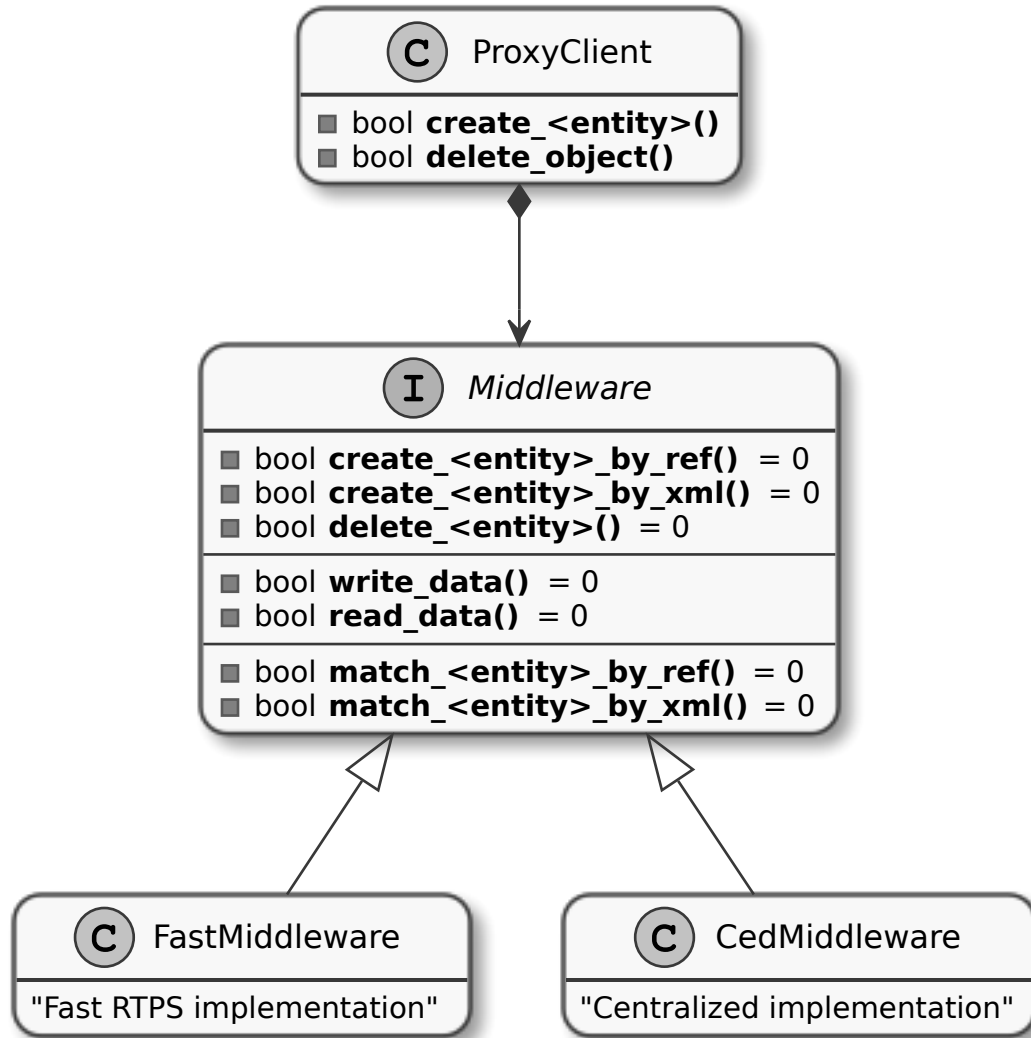 C ProxyClient
bool create_<entity>()
bool delete_object()
I Middleware
bool create_<entity>_by_ref() = 0
bool create_<entity>_by_xml() = 0
bool delete_<entity>() = 0
bool write_data() = 0
bool read_data() = 0
bool match_<entity>_by_ref() = 0
bool match_<entity>_by_xml() = 0
C FastMiddleware
"Fast RTPS implementation"
C CedMiddleware
"Centralized implementation"